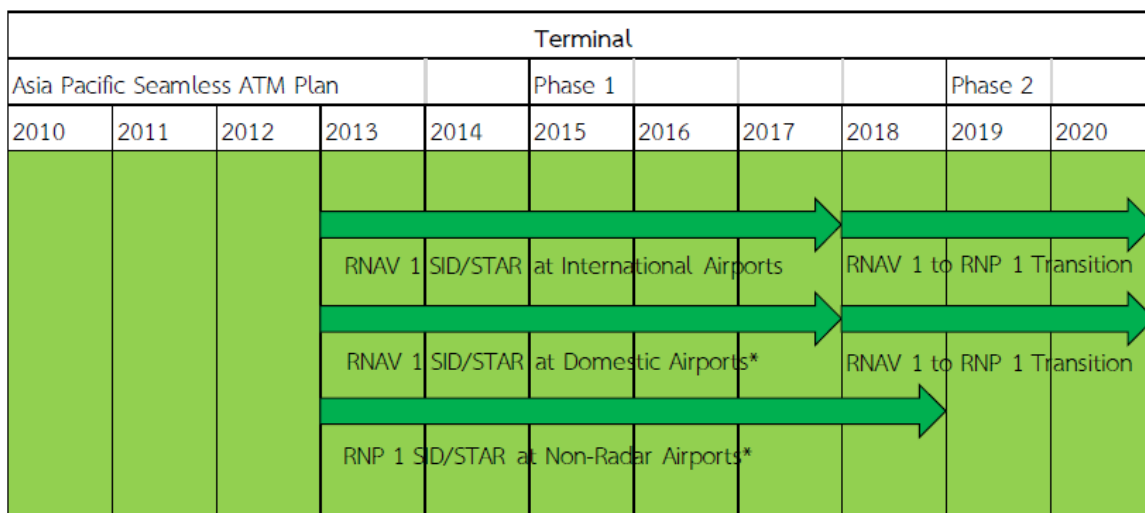 Terminal
Asia Pacific Seamless ATM Plan Phase 1 Phase 2
2010 2011 2012 2013 2014 2015 2016 2017 2018 2019 2020
RNAV 1 SID/STAR at International Airports RNAV 1 to RNP 1 Transition
RNAV 1 SID/STAR at Domestic Airports* RNAV 1 to RNP 1 Transition
RNP 1 SID/STAR at Non-Radar Airports*